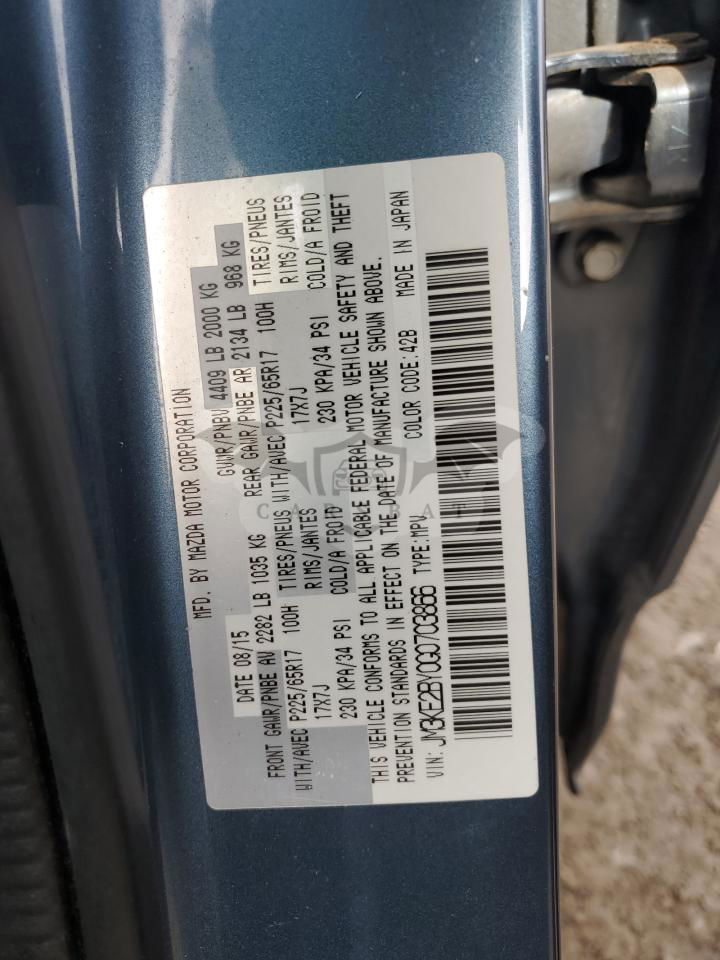 MFD. BY MAZDA MOTOR CORPORATION
DATE 08/15 GVWR/PNBV 4409 LB 2000 KG
FRONT GAWR/PNBE AV 2282 LB 1035 KG REAR GAWR/PNBE AR 2134 LB 968 KG
WITH/AVEC P225/65R17 100H TIRES/PNEUS WITH/AVEC P225/65R17 100H TIRES/PNEUS
17X7J RIMS/JANTES 17X7J RIMS/JANTES
230 KPA/34 PSI COLD/A FROID 230 KPA/34 PSI COLD/A FROID
THIS VEHICLE CONFORMS TO ALL APPLICABLE FEDERAL MOTOR VEHICLE SAFETY AND THEFT
PREVENTION STANDARDS IN EFFECT ON THE DATE OF MANUFACTURE SHOWN ABOVE.
VIN: JM3KE2BY0G0703866 TYPE:MPV COLOR CODE:42B MADE IN JAPAN